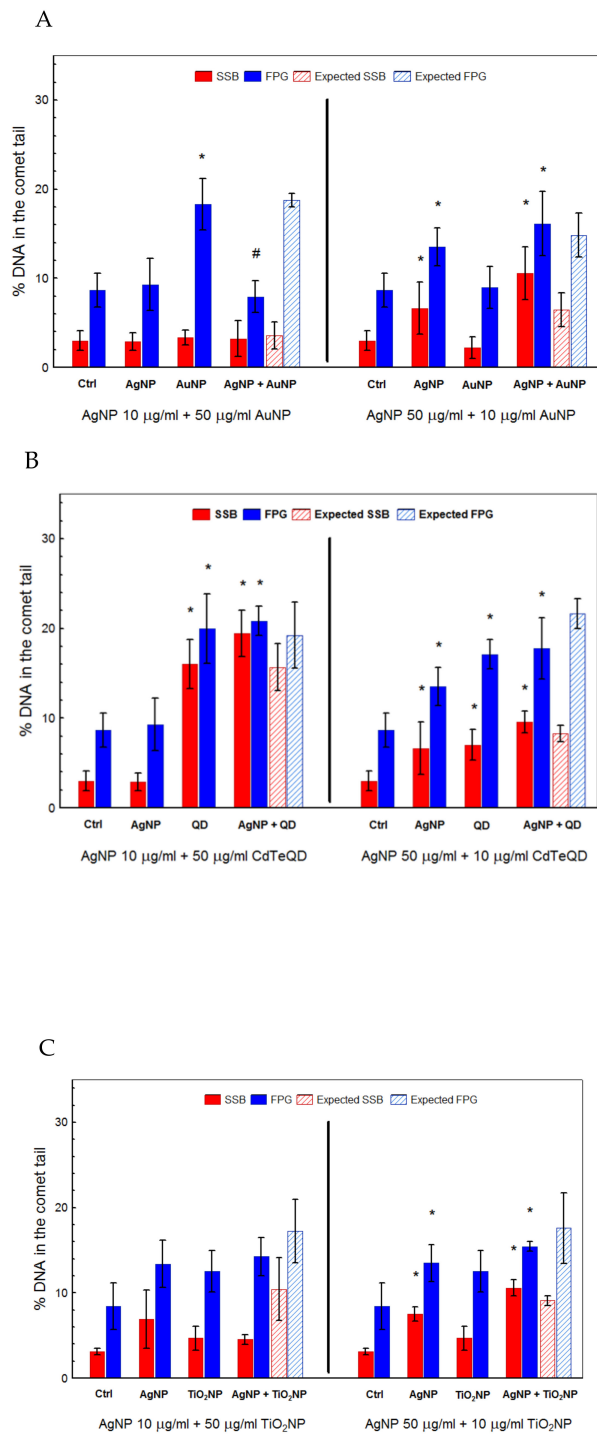 A
SSB FPG Expected SSB Expected FPG
% DNA in the comet tail
30
20
10
0
* # * * * *
Ctrl AgNP AuNP AgNP + AuNP Ctrl AgNP AuNP AgNP + AuNP
AgNP 10 μg/ml + 50 μg/ml AuNP AgNP 50 μg/ml + 10 μg/ml AuNP
B
SSB FPG Expected SSB Expected FPG
% DNA in the comet tail
30
20
10
0
* * * * * * * * * *
Ctrl AgNP QD AgNP + QD Ctrl AgNP QD AgNP + QD
AgNP 10 μg/ml + 50 μg/ml CdTeQD AgNP 50 μg/ml + 10 μg/ml CdTeQD
C
SSB FPG Expected SSB Expected FPG
% DNA in the comet tail
30
20
10
0
* * * *
Ctrl AgNP TiO₂NP AgNP + TiO₂NP Ctrl AgNP TiO₂NP AgNP + TiO₂NP
AgNP 10 μg/ml + 50 μg/ml TiO₂NP AgNP 50 μg/ml + 10 μg/ml TiO₂NP